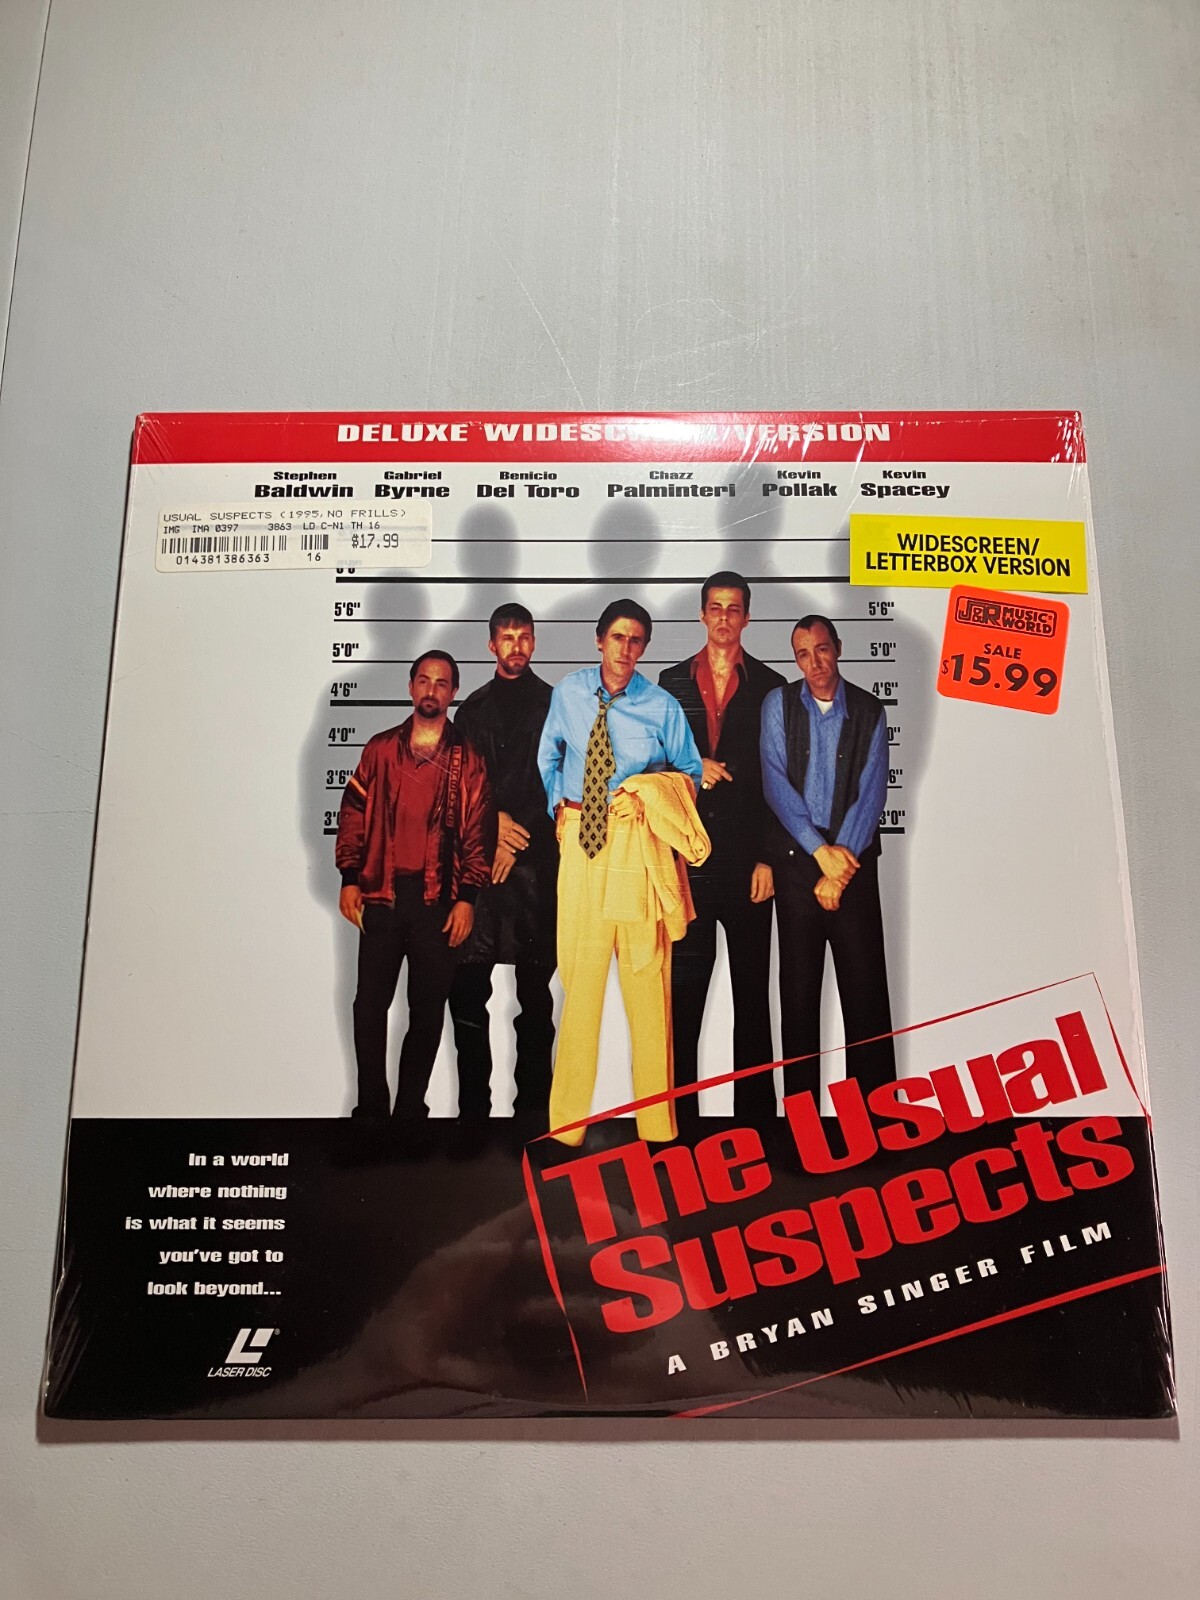 DELUXE WIDESCREEN VERSION
Stephen Baldwin
Gabriel Byrne
Benicio Del Toro
Chazz Palminteri
Kevin Pollak
Kevin Spacey
USUAL SUSPECTS (1995,NO FRILLS)
IMG IMA 0397 3863 LD C-N1 TH 16
$17.99
014381386363 16
WIDESCREEN/
LETTERBOX VERSION
J&R MUSIC WORLD
SALE
$15.99
5'6" 5'6"
5'0" 5'0"
4'6" 4'6"
4'0"
3'6"
3'0"
The Usual
Suspects
A BRYAN SINGER FILM
In a world
where nothing
is what it seems
you've got to
look beyond...
LASER DISC